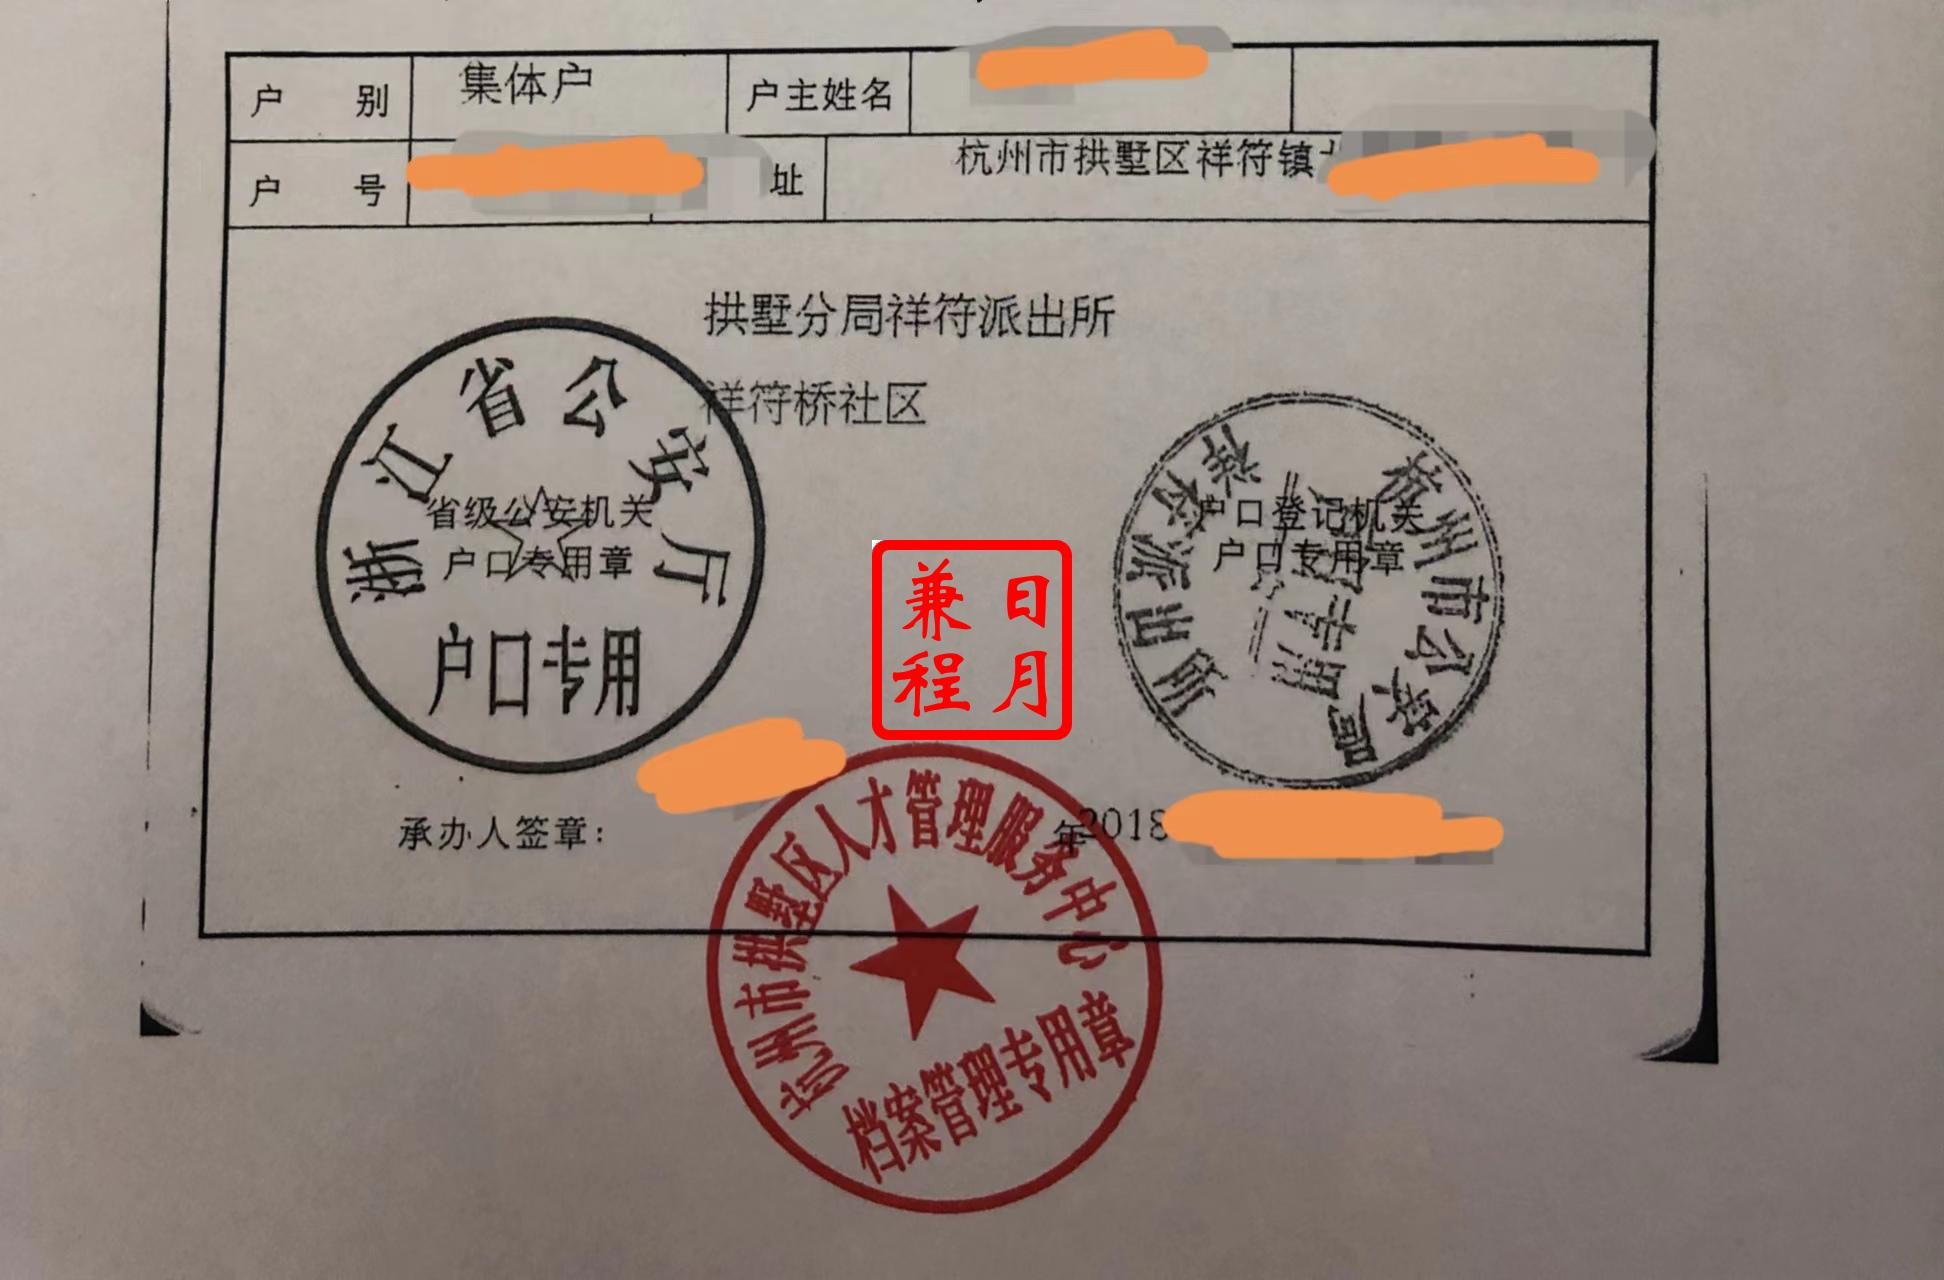 户 别 集体户 户主姓名
户 号 址 杭州市拱墅区祥符镇
拱墅分局祥符派出所
祥符桥社区
浙江省公安厅
省级公安机关
户口专用章
户口专用
杭州市公安局
祥符派出所
户口登记机关
户口专用章
日月
兼程
承办人签章：
2018
年
杭州市拱墅区人才管理服务中心
档案管理专用章